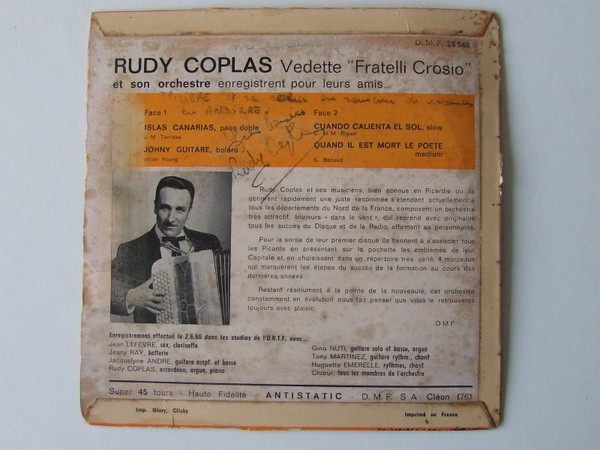 D.M.F. 26548
RUDY COPLAS Vedette "Fratelli Crosio"
et son orchestre enregistrent pour leurs amis...
Face 1
ISLAS CANARIAS, paso doble
J. M. Tarridas
JOHNY GUITARE, boléro
Victor Young
Face 2
CUANDO CALIENTA EL SOL, slow
M. Riguel
QUAND IL EST MORT LE POETE
G. Bécaud medium
en ANDORRE
Rudy Coplas
Rudy Coplas et ses musiciens, bien connus en Picardie où ils
obtinrent rapidement une juste renommée s'étendant actuellement à
tous les départements du Nord de la France, composent un orchestre
très attractif, toujours « dans le vent », qui reprend avec originalité
tous les succès du Disque et de la Radio, affirmant sa personnalité.
Pour la sortie de leur premier disque ils tiennent à s'associer tous
les Picards en présentant sur la pochette les emblèmes de leur
Capitale et en choisissant dans un répertoire très varié, 4 morceaux
qui marquèrent les étapes du succès de la formation au cours des
dernières années.
Restant résolument à la pointe de la nouveauté, cet orchestre
constamment en évolution nous fait penser que vous le retrouverez
toujours avec plaisir.
D M F
Enregistrement effectué le 2.6.66 dans les studios de l'O.R.T.F. avec...
Jean LEFEVRE, sax, clarinette
Jeany RAY, batterie
Jacquelyne ANDRE, guitare accpt. et basse
Rudy COPLAS, accordéon, orgue, piano
Gino NUTI, guitare solo et basse, orgue
Tony MARTINEZ, guitare rythm., chant
Huguette EMERELLE, rythmes, chant
Chœur, tous les membres de l'orchestre
Super 45 tours - Haute Fidélité - ANTISTATIC - D.M.F. S A Cléon (76)
Imp. Glory, Clichy
Imprimé en France